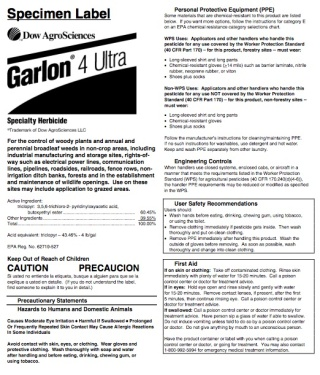 Specimen Label
Dow AgroSciences
Garlon® 4 Ultra
Specialty Herbicide
®Trademark of Dow AgroSciences LLC
For the control of woody plants and annual and
perennial broadleaf weeds in non-crop areas, including
industrial manufacturing and storage sites, rights-of-
way such as electrical power lines, communication
lines, pipelines, roadsides, railroads, fence rows, non-
irrigation ditch banks, forests and in the establishment
and maintenance of wildlife openings. Use on these
sites may include application to grazed areas.
Active Ingredient:
triclopyr: 3,5,6-trichloro-2- pyridinyloxyacetic acid,
butoxyethyl ester 60.45%
Other Ingredients 39.55%
Total 100.00%
Acid equivalent: triclopyr – 43.46% - 4 lb/gal
EPA Reg. No. 62719-527
Keep Out of Reach of Children
CAUTION PRECAUCION
Si usted no entiende la etiqueta, busque a alguien para que se la
explique a usted en detalle. (If you do not understand the label,
find someone to explain it to you in detail.)
Precautionary Statements
Hazards to Humans and Domestic Animals
Causes Moderate Eye Irritation • Harmful If Swallowed • Prolonged
Or Frequently Repeated Skin Contact May Cause Allergic Reactions
In Some Individuals
Avoid contact with skin, eyes, or clothing. Wear gloves and
protective clothing. Wash thoroughly with soap and water
after handling and before eating, drinking, chewing gum, or
using tobacco.
Personal Protective Equipment (PPE)
Some materials that are chemical-resistant to this product are listed
below. If you want more options, follow the instructions for category E
on an EPA chemical resistance category selection chart.
WPS Uses: Applicators and other handlers who handle this
pesticide for any use covered by the Worker Protection Standard
(40 CFR Part 170) – for this product, forestry sites – must wear:
• Long-sleeved shirt and long pants
• Chemical-resistant gloves (≥14 mils) such as barrier laminate, nitrile
rubber, neoprene rubber, or viton
• Shoes plus socks
Non-WPS Uses: Applicators and other handlers who handle this
pesticide for any use NOT covered by the Worker Protection
Standard (40 CFR Part 170) – for this product, non-forestry sites –
must wear:
• Long-sleeved shirt and long pants
• Chemical-resistant gloves
• Shoes plus socks
Follow the manufacturer's instructions for cleaning/maintaining PPE.
If no such instructions for washables, use detergent and hot water.
Keep and wash PPE separately from other laundry.
Engineering Controls
When handlers use closed systems, enclosed cabs, or aircraft in a
manner that meets the requirements listed in the Worker Protection
Standard (WPS) for agricultural pesticides (40 CFR 170.240(d)(4-6)),
the handler PPE requirements may be reduced or modified as specified
in the WPS.
User Safety Recommendations
Users should:
• Wash hands before eating, drinking, chewing gum, using tobacco,
or using the toilet.
• Remove clothing immediately if pesticide gets inside. Then wash
thoroughly and put on clean clothing.
• Remove PPE immediately after handling this product. Wash the
outside of gloves before removing. As soon as possible, wash
thoroughly and change into clean clothing.
First Aid
If on skin or clothing: Take off contaminated clothing. Rinse skin
immediately with plenty of water for 15-20 minutes. Call a poison
control center or doctor for treatment advice.
If in eyes: Hold eye open and rinse slowly and gently with water
for 15-20 minutes. Remove contact lenses, if present, after the first
5 minutes, then continue rinsing eye. Call a poison control center or
doctor for treatment advice.
If swallowed: Call a poison control center or doctor immediately for
treatment advice. Have person sip a glass of water if able to swallow.
Do not induce vomiting unless told to do so by a poison control center
or doctor. Do not give anything by mouth to an unconscious person.
Have the product container or label with you when calling a poison
control center or doctor, or going for treatment. You may also contact
1-800-992-5994 for emergency medical treatment information.